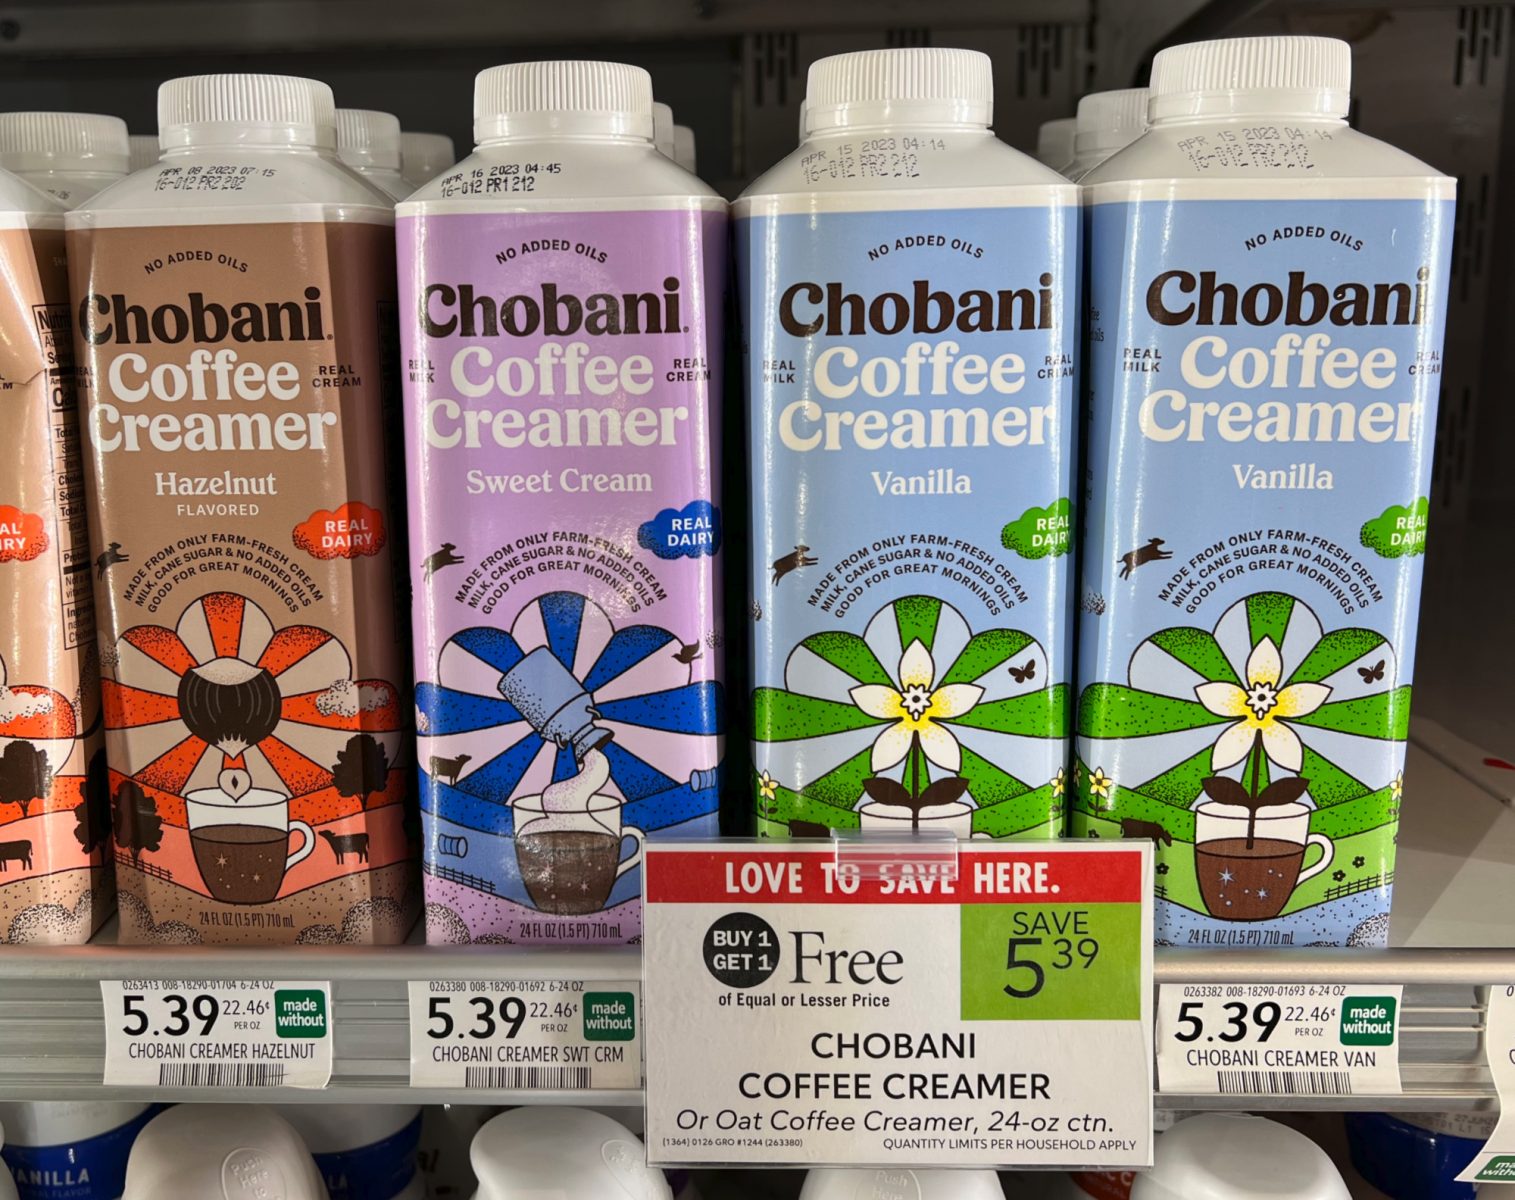 APR 08 2023 07:15
16-012 PR2 202
NO ADDED OILS
Chobani
Coffee
Creamer
REAL
CREAM
Hazelnut
FLAVORED
REAL
DAIRY
MADE FROM ONLY FARM-FRESH CREAM
MILK, CANE SUGAR & NO ADDED OILS
GOOD FOR GREAT MORNINGS
24 FL OZ (1.5 PT) 710 mL
APR 16 2023 04:45
16-012 PR1 212
NO ADDED OILS
Chobani
Coffee
Creamer
REAL
MILK
REAL
CREAM
Sweet Cream
REAL
DAIRY
MADE FROM ONLY FARM-FRESH CREAM
MILK, CANE SUGAR & NO ADDED OILS
GOOD FOR GREAT MORNINGS
24 FL OZ (1.5 PT) 710 mL
APR 15 2023 04:14
16-012 PR2 212
NO ADDED OILS
Chobani
Coffee
Creamer
REAL
MILK
REAL
CREAM
Vanilla
REAL
DAIRY
MADE FROM ONLY FARM-FRESH CREAM
MILK, CANE SUGAR & NO ADDED OILS
GOOD FOR GREAT MORNINGS
APR 15 2023 04:14
16-012 PR2 212
NO ADDED OILS
Chobani
Coffee
Creamer
REAL
MILK
REAL
CREAM
Vanilla
REAL
DAIRY
MADE FROM ONLY FARM-FRESH CREAM
MILK, CANE SUGAR & NO ADDED OILS
GOOD FOR GREAT MORNINGS
24 FL OZ (1.5 PT) 710 mL
LOVE TO SAVE HERE.
BUY 1
GET 1
Free
of Equal or Lesser Price
SAVE
5 39
CHOBANI
COFFEE CREAMER
Or Oat Coffee Creamer, 24-oz ctn.
(1364) 0126 GRO #1244 (263380) QUANTITY LIMITS PER HOUSEHOLD APPLY
0263413 008-18290-01704 6-24 OZ
5.39 22.46¢
PER OZ
made
without
CHOBANI CREAMER HAZELNUT
0263380 008-18290-01692 6-24 OZ
5.39 22.46¢
PER OZ
made
without
CHOBANI CREAMER SWT CRM
0263382 008-18290-01693 6-24 OZ
5.39 22.46¢
PER OZ
made
without
CHOBANI CREAMER VAN